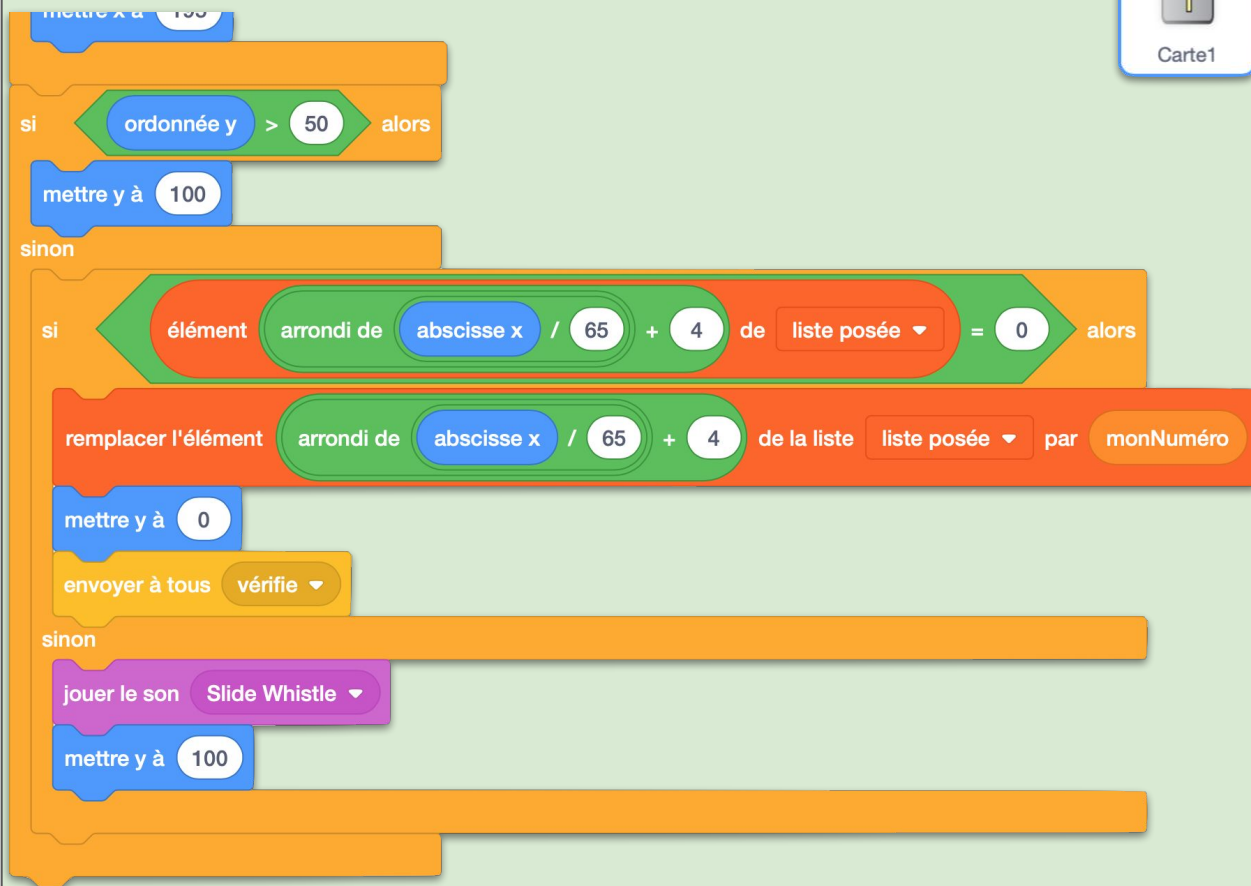 mettre x à 195
Carte1
si ordonnée y > 50 alors
mettre y à 100
sinon
si élément arrondi de abscisse x / 65 + 4 de liste posée = 0 alors
remplacer l'élément arrondi de abscisse x / 65 + 4 de la liste liste posée par monNuméro
mettre y à 0
envoyer à tous vérifie
sinon
jouer le son Slide Whistle
mettre y à 100